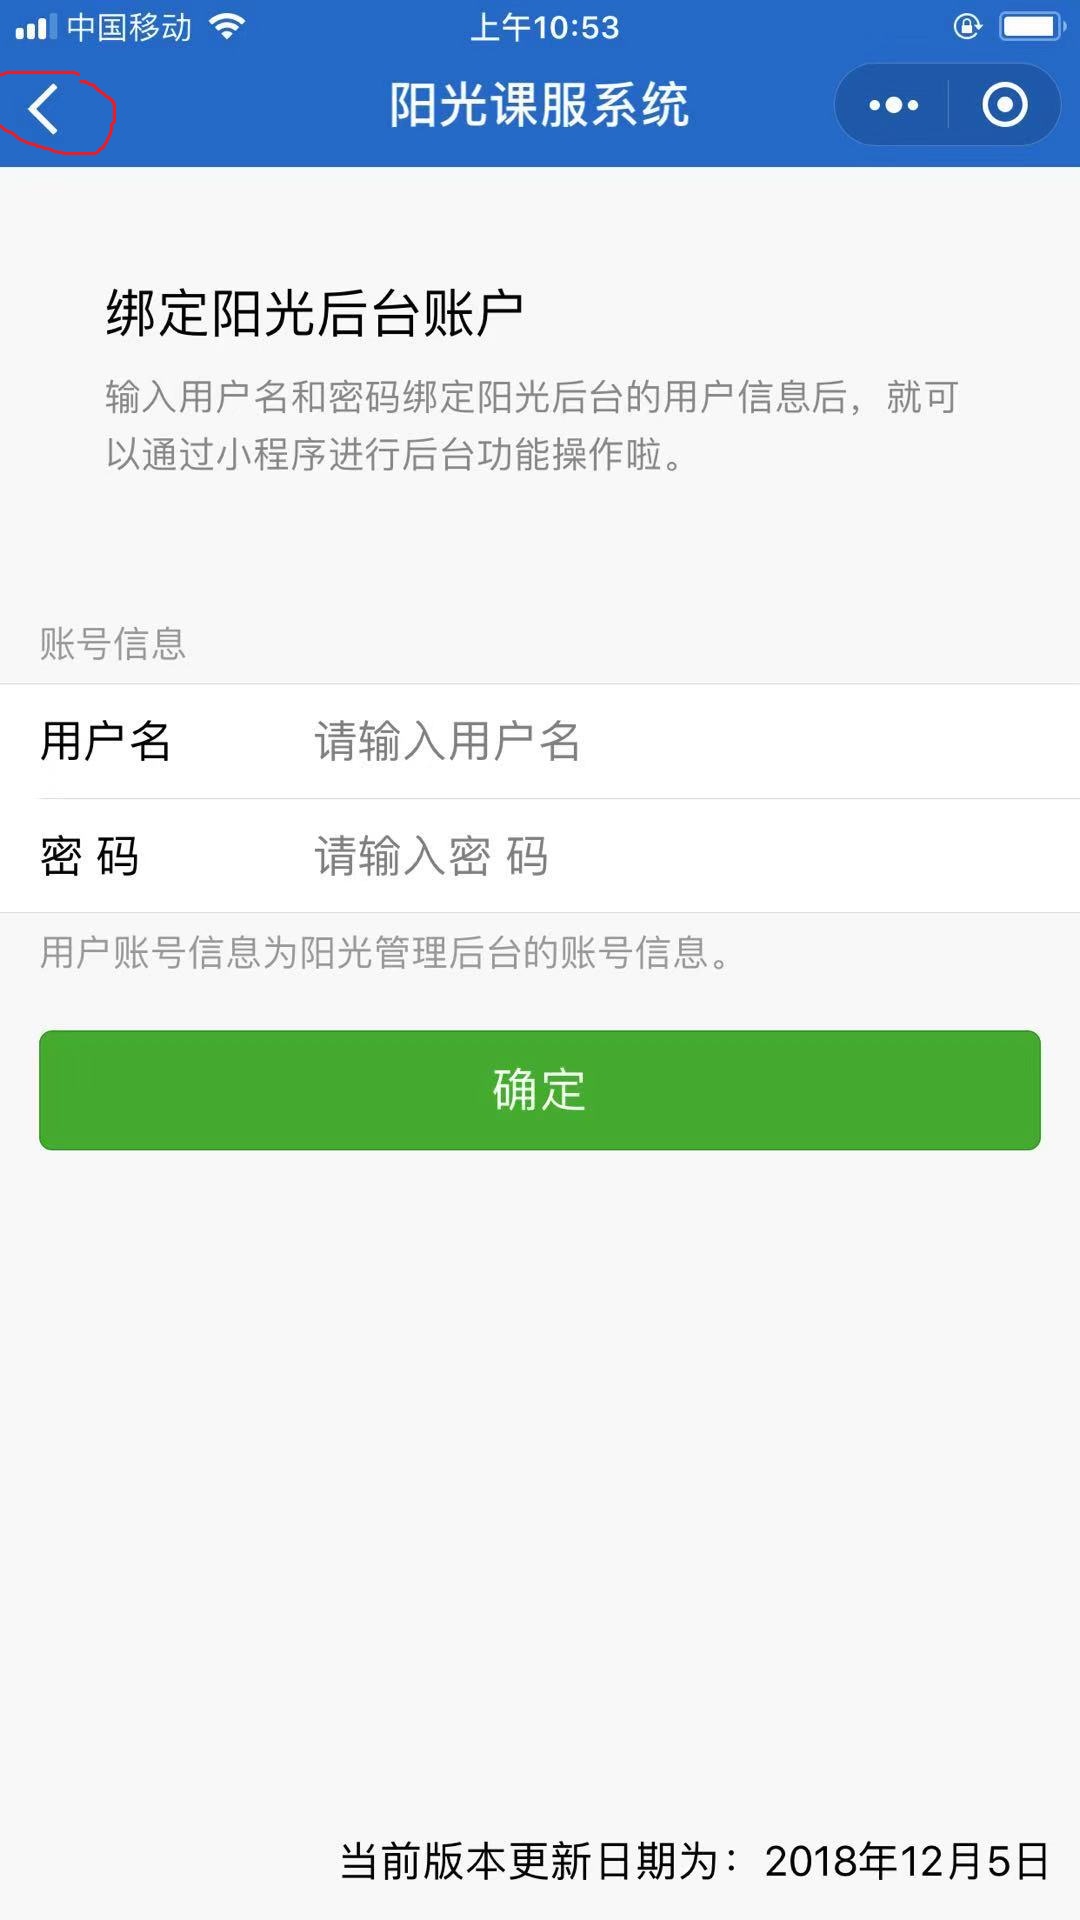 中国移动
上午10:53
阳光课服系统
绑定阳光后台账户
输入用户名和密码绑定阳光后台的用户信息后，就可
以通过小程序进行后台功能操作啦。
账号信息
用户名 请输入用户名
密 码 请输入密 码
用户账号信息为阳光管理后台的账号信息。
确定
当前版本更新日期为：2018年12月5日